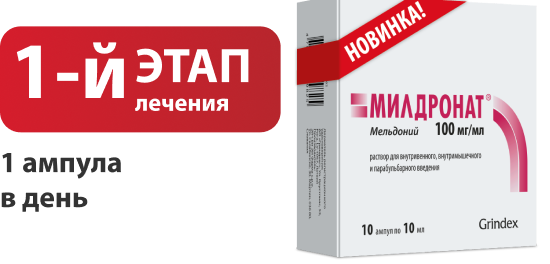 1-й ЭТАП
лечения
1 ампула
в день
НОВИНКА!
МИЛДРОНАТ®
Мельдоний 100 мг/мл
раствор для внутривенного, внутримышечного
и парабульбарного введения
10 ампул по 10 мл
Grindex